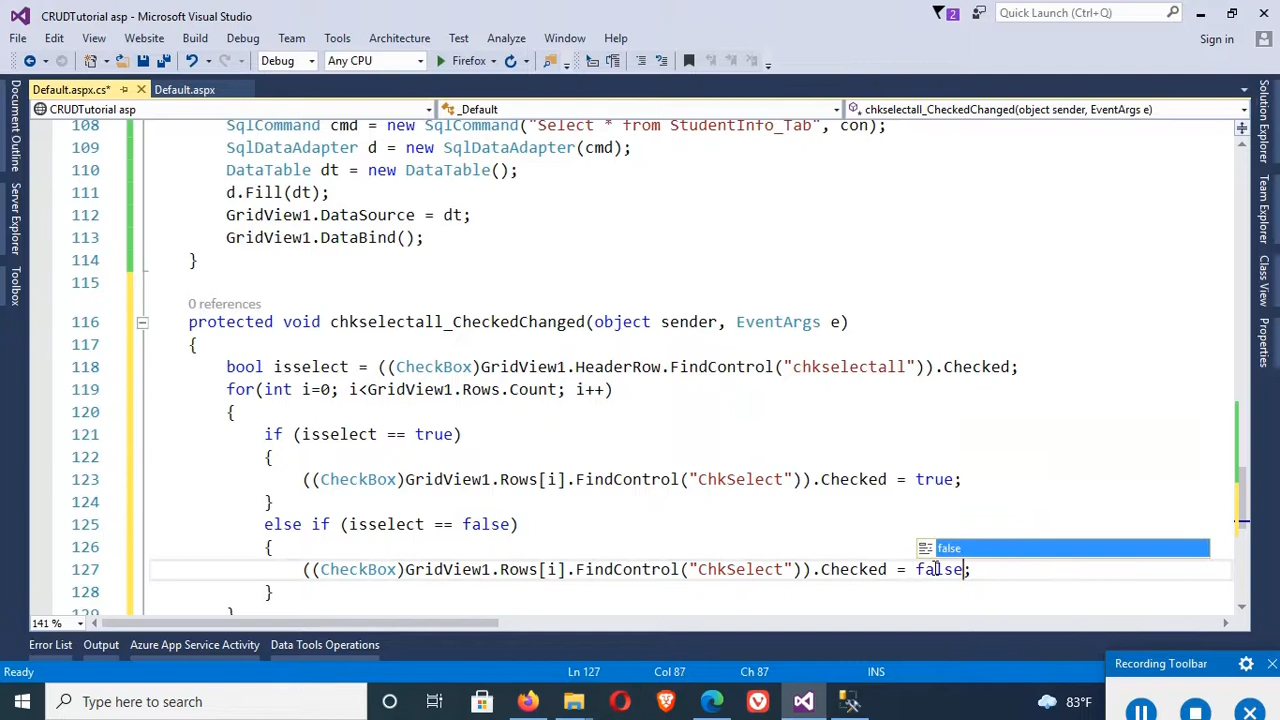 CRUDTutorial asp - Microsoft Visual Studio
2
Quick Launch (Ctrl+Q)
File Edit View Website Build Debug Team Tools Architecture Test Analyze Window Help
Sign in
Debug Any CPU Firefox
Default.aspx.cs* Default.aspx
CRUDTutorial asp _Default chkselectall_CheckedChanged(object sender, EventArgs e)
Document Outline
Server Explorer
Toolbox
Solution Explorer
Team Explorer
Class View
Properties
108 SqlCommand cmd = new SqlCommand("Select * from StudentInfo_Tab", con);
109 SqlDataAdapter d = new SqlDataAdapter(cmd);
110 DataTable dt = new DataTable();
111 d.Fill(dt);
112 GridView1.DataSource = dt;
113 GridView1.DataBind();
114 }
115
0 references
116 protected void chkselectall_CheckedChanged(object sender, EventArgs e)
117 {
118 bool isselect = ((CheckBox)GridView1.HeaderRow.FindControl("chkselectall")).Checked;
119 for(int i=0; i<GridView1.Rows.Count; i++)
120 {
121 if (isselect == true)
122 {
123 ((CheckBox)GridView1.Rows[i].FindControl("ChkSelect")).Checked = true;
124 }
125 else if (isselect == false)
126 {
false
127 ((CheckBox)GridView1.Rows[i].FindControl("ChkSelect")).Checked = false;
128 }
129 }
141 %
Error List Output Azure App Service Activity Data Tools Operations
Ready Ln 127 Col 87 Ch 87 INS
Recording Toolbar
Type here to search
83°F